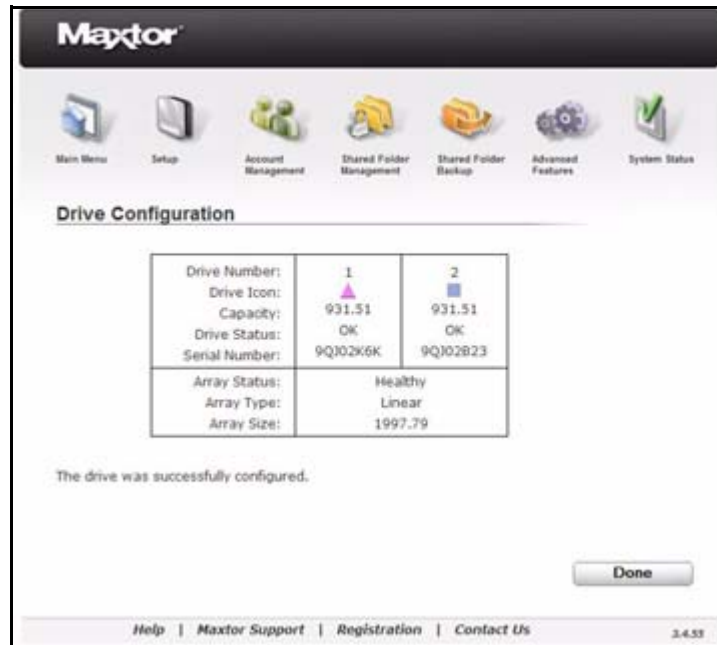 Maxtor
Main Menu
Setup
Account Management
Shared Folder Management
Shared Folder Backup
Advanced Features
System Status
Drive Configuration
Drive Number: 1 2
Drive Icon:
Capacity: 931.51 931.51
Drive Status: OK OK
Serial Number: 9QJ02K6K 9QJ02B23
Array Status: Healthy
Array Type: Linear
Array Size: 1997.79
The drive was successfully configured.
Done
Help | Maxtor Support | Registration | Contact Us
3.4.55